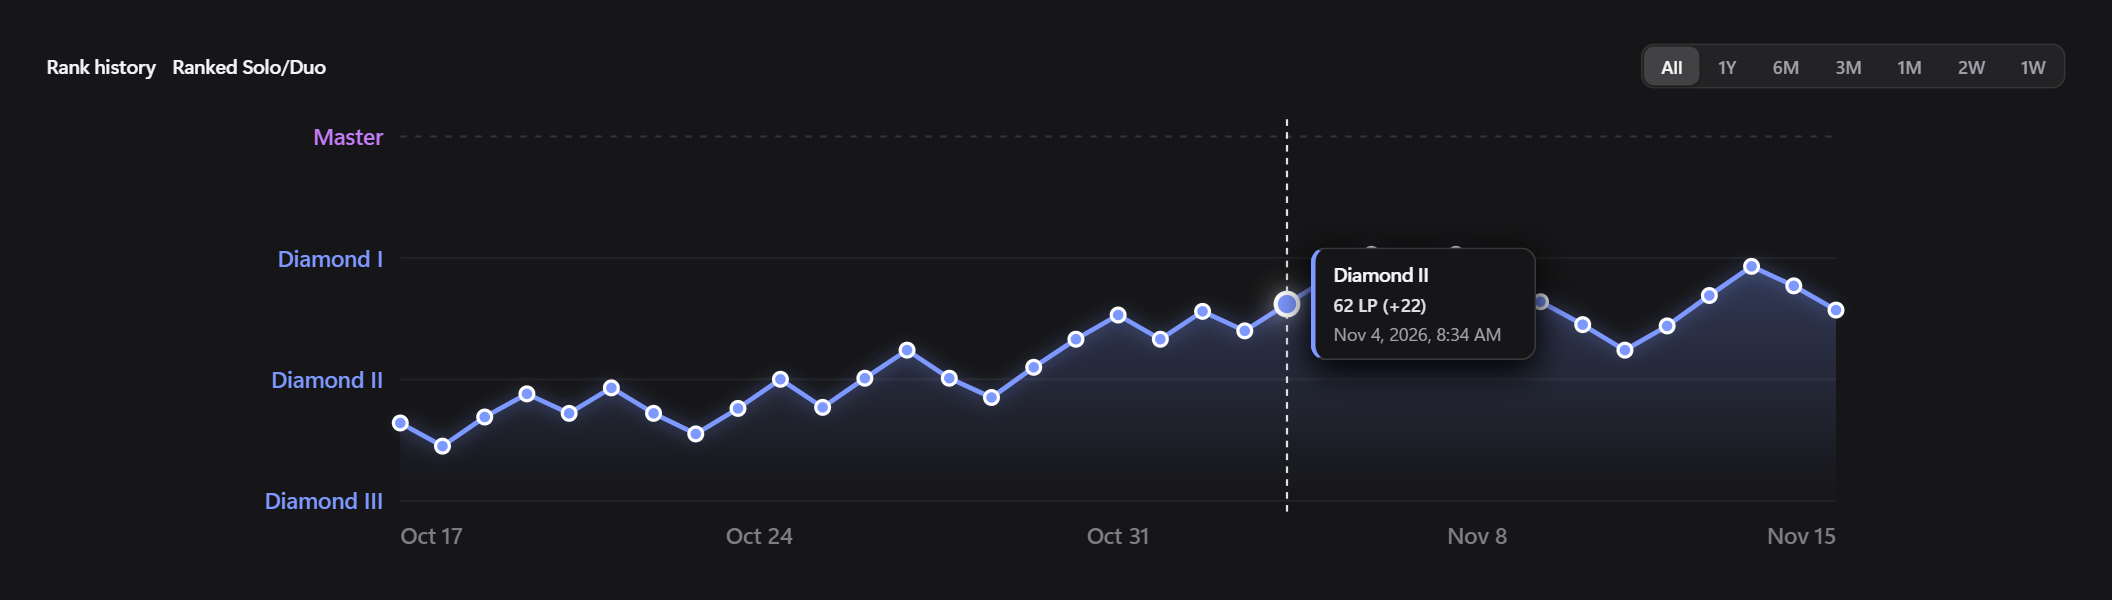 Rank history Ranked Solo/Duo
All 1Y 6M 3M 1M 2W 1W
Master
Diamond I
Diamond II
62 LP (+22)
Nov 4, 2026, 8:34 AM
Diamond II
Diamond III
Oct 17 Oct 24 Oct 31 Nov 8 Nov 15